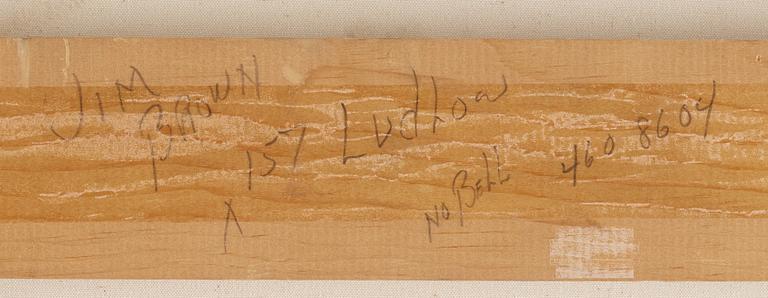 JIM BROWN 157 Ludlow
X NO BELL 460 8604